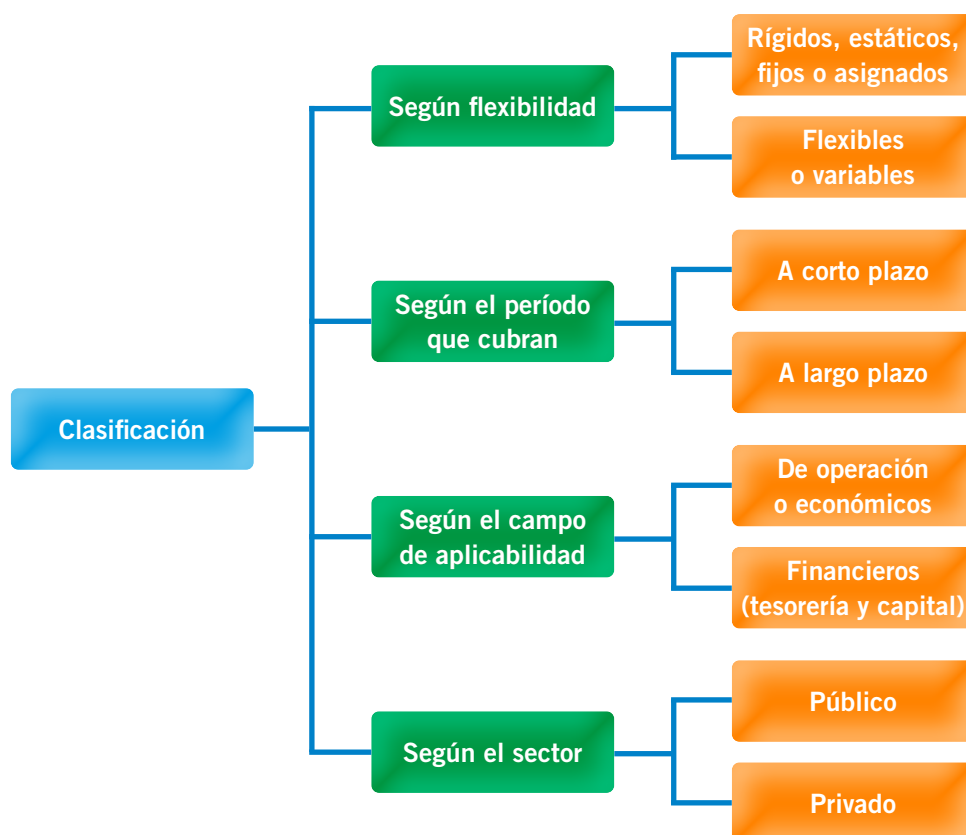 Clasificación
Según flexibilidad
Rígidos, estáticos,
fijos o asignados
Flexibles
o variables
Según el período
que cubran
A corto plazo
A largo plazo
Según el campo
de aplicabilidad
De operación
o económicos
Financieros
(tesorería y capital)
Según el sector
Público
Privado